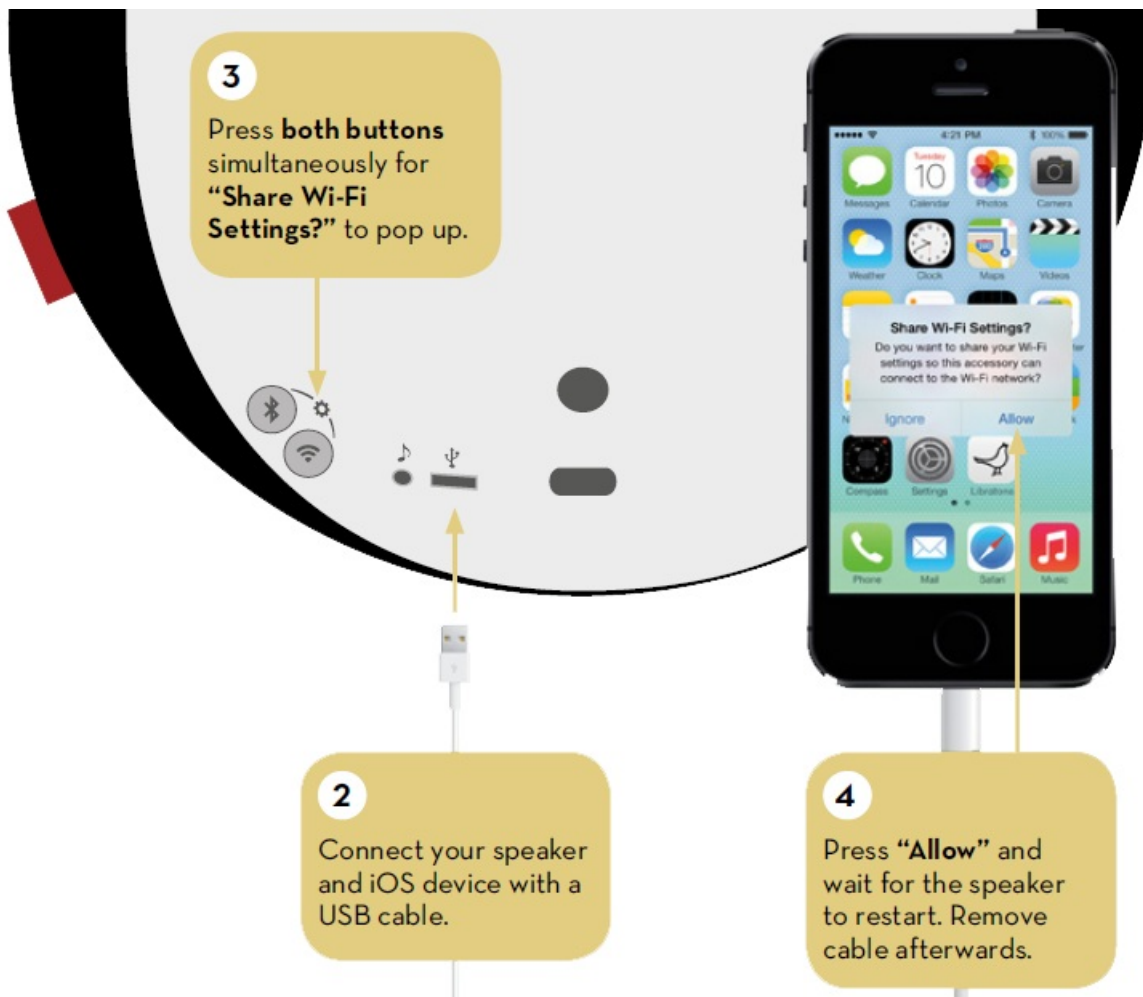 3
Press both buttons
simultaneously for
“Share Wi-Fi
Settings?” to pop up.
4:21 PM
100%
Tuesday
10
Messages
Calendar
Photos
Camera
Weather
Clock
Maps
Videos
Share Wi-Fi Settings?
Do you want to share your Wi-Fi
settings so this accessory can
connect to the Wi-Fi network?
Ignore
Allow
Compass
Settings
Libratone
Phone
Mail
Safari
Music
2
Connect your speaker
and iOS device with a
USB cable.
4
Press “Allow” and
wait for the speaker
to restart. Remove
cable afterwards.